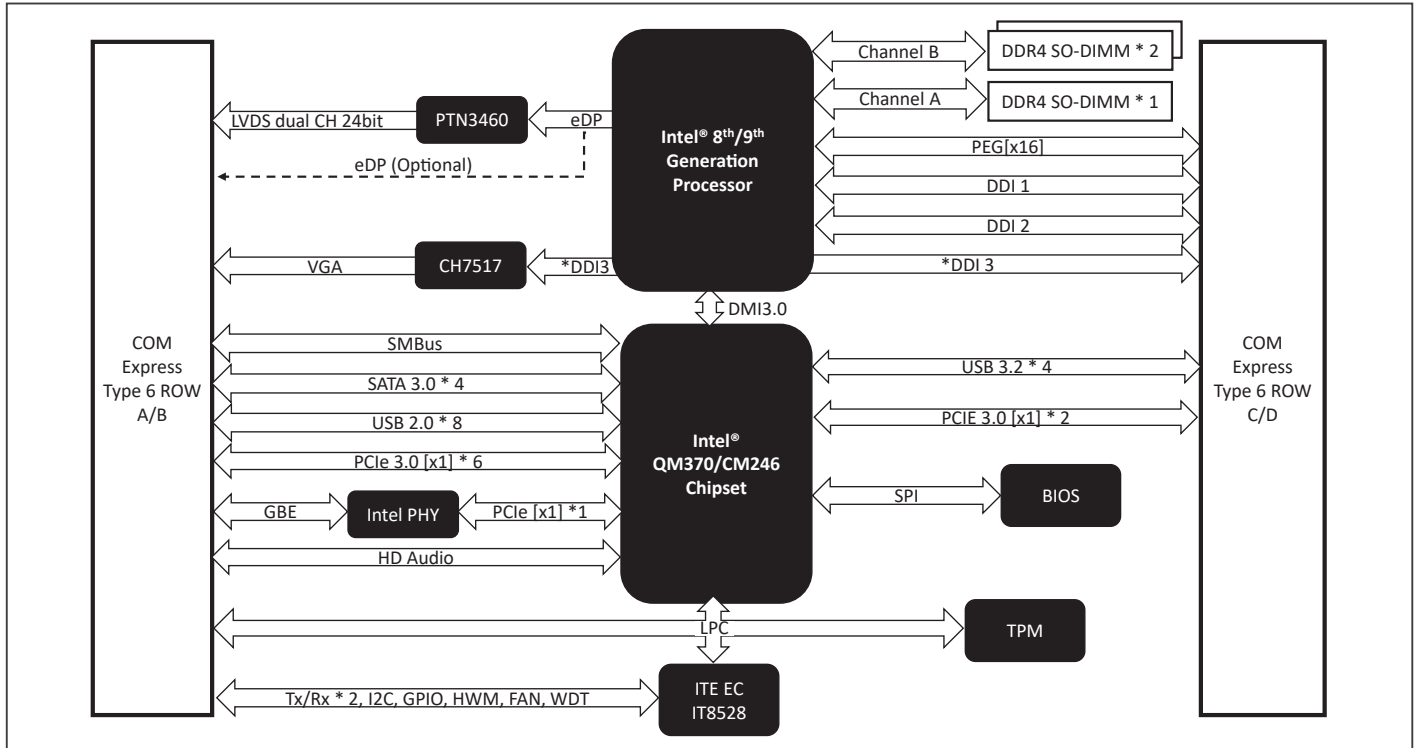 Channel B
DDR4 SO-DIMM * 2
Channel A
DDR4 SO-DIMM * 1
LVDS dual CH 24bit
PTN3460
eDP
eDP (Optional)
Intel® 8th/9th
Generation
Processor
PEG[x16]
DDI 1
DDI 2
VGA
CH7517
*DDI3
*DDI 3
DMI3.0
COM
Express
Type 6 ROW
A/B
SMBus
SATA 3.0 * 4
USB 2.0 * 8
PCIe 3.0 [x1] * 6
GBE
Intel PHY
PCIe [x1] *1
HD Audio
Intel®
QM370/CM246
Chipset
USB 3.2 * 4
PCIE 3.0 [x1] * 2
SPI
BIOS
COM
Express
Type 6 ROW
C/D
LPC
TPM
Tx/Rx * 2, I2C, GPIO, HWM, FAN, WDT
ITE EC
IT8528